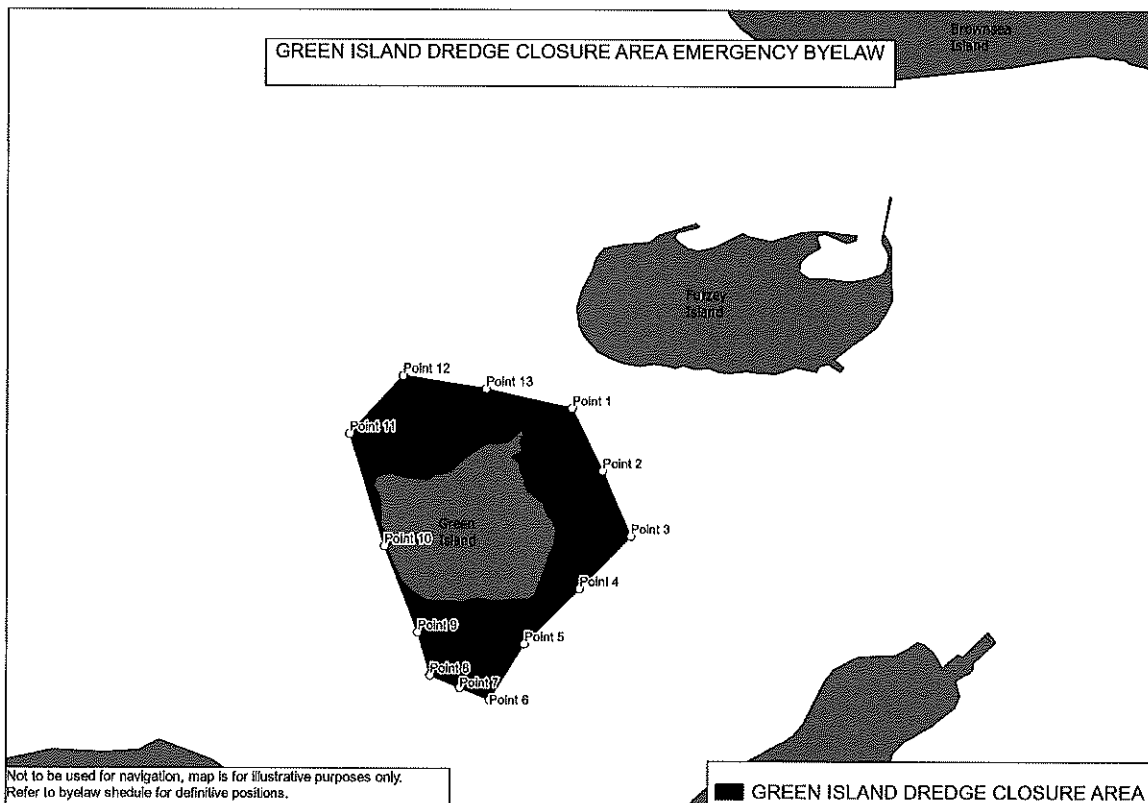 GREEN ISLAND DREDGE CLOSURE AREA EMERGENCY BYELAW
Brownsea
Island
Furzey
Island
Point 12
Point 13
Point 1
Point 11
Point 2
Green
Island
Point 3
Point 10
Point 4
Point 9
Point 5
Point 8
Point 7
Point 6
Not to be used for navigation, map is for illustrative purposes only.
Refer to byelaw shedule for definitive positions.
GREEN ISLAND DREDGE CLOSURE AREA